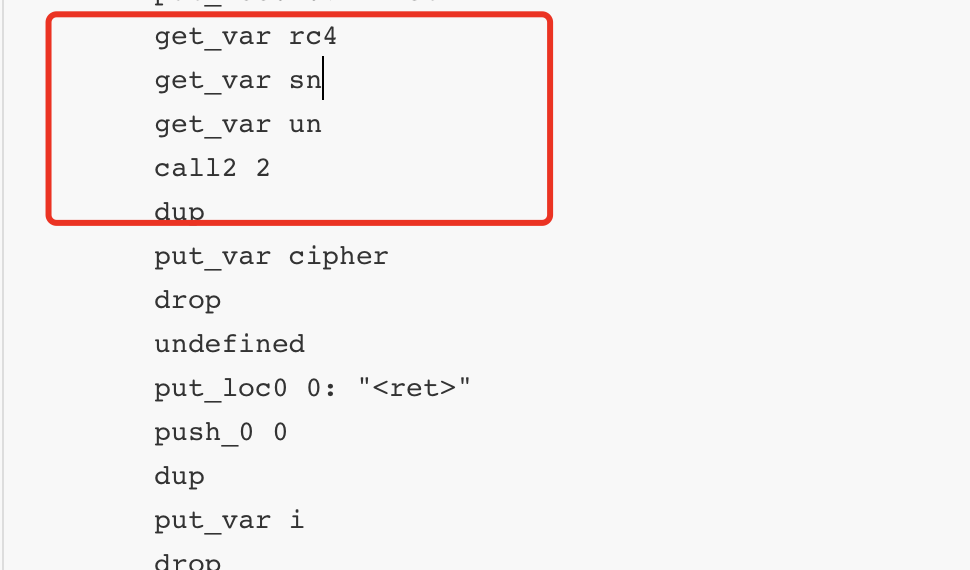 get_var rc4
get_var sn
get_var un
call2 2
dup
put_var cipher
drop
undefined
put_loc0 0: "<ret>"
push_0 0
dup
put_var i
drop